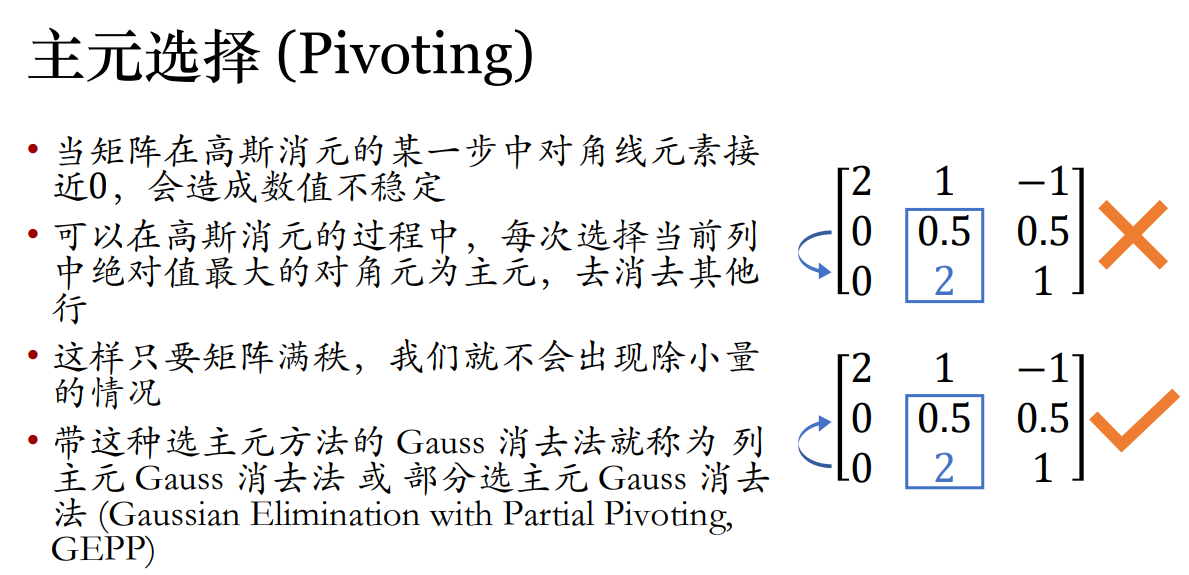 主元选择 (Pivoting)
• 当矩阵在高斯消元的某一步中对角线元素接
近0，会造成数值不稳定
• 可以在高斯消元的过程中，每次选择当前列
中绝对值最大的对角元为主元，去消去其他
行
• 这样只要矩阵满秩，我们就不会出现除小量
的情况
• 带这种选主元方法的 Gauss 消去法就称为 列
主元 Gauss 消去法 或 部分选主元 Gauss 消去
法 (Gaussian Elimination with Partial Pivoting,
GEPP)
2 1 −1
0 0.5 0.5
0 2 1
2 1 −1
0 0.5 0.5
0 2 1